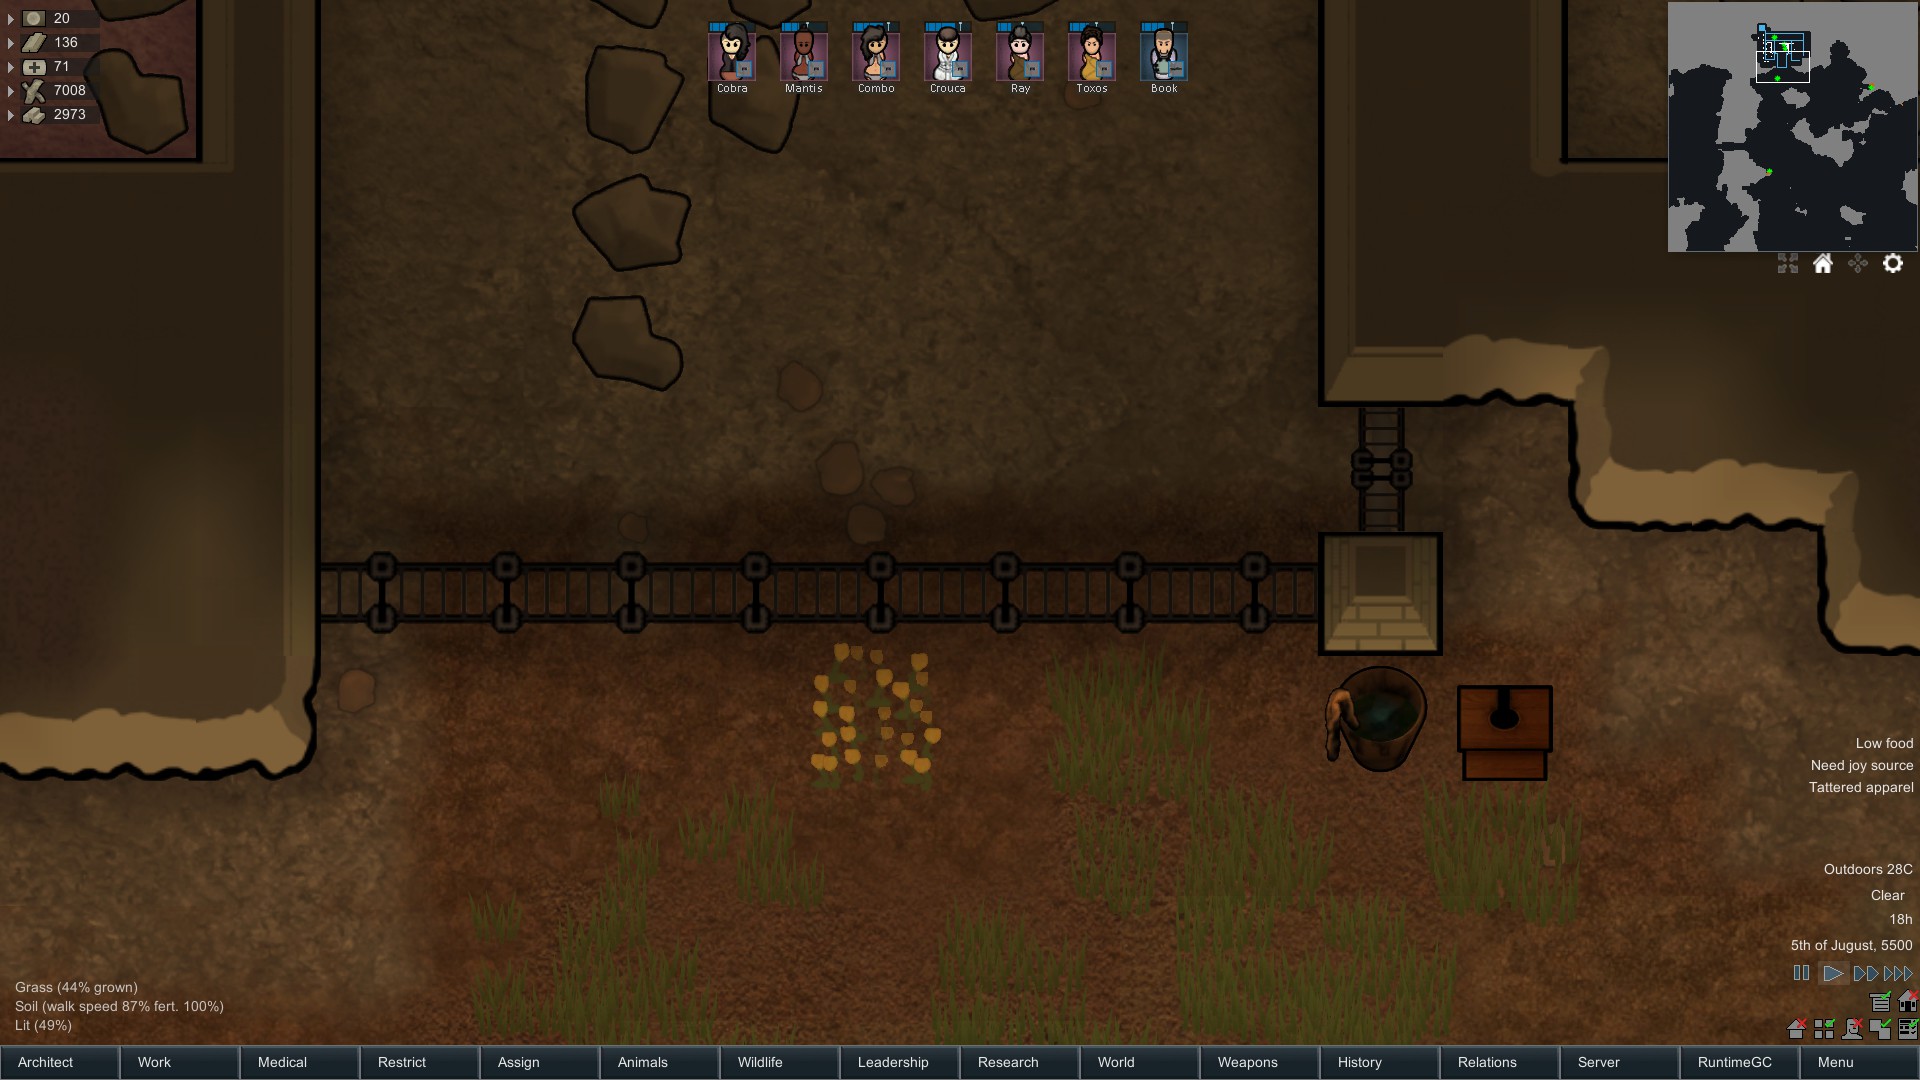 20
136
71
7008
2973
Cobra Mantis Combo Crouca Ray Toxos Book
Low food
Need joy source
Tattered apparel
Outdoors 28C
Clear
18h
5th of Jugust, 5500
Grass (44% grown)
Soil (walk speed 87% fert. 100%)
Lit (49%)
Architect Work Medical Restrict Assign Animals Wildlife Leadership Research World Weapons History Relations Server RuntimeGC Menu